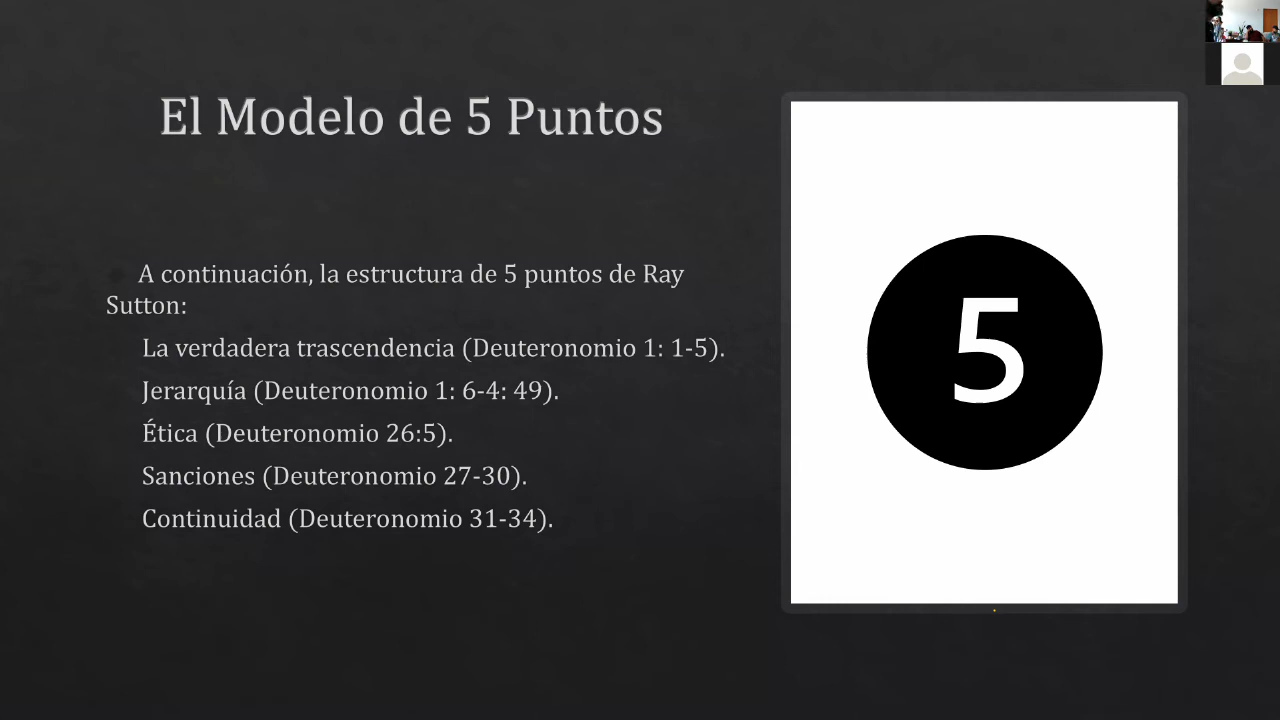 El Modelo de 5 Puntos
A continuación, la estructura de 5 puntos de Ray
Sutton:
La verdadera trascendencia (Deuteronomio 1: 1-5).
Jerarquía (Deuteronomio 1: 6-4: 49).
Ética (Deuteronomio 26:5).
Sanciones (Deuteronomio 27-30).
Continuidad (Deuteronomio 31-34).
5